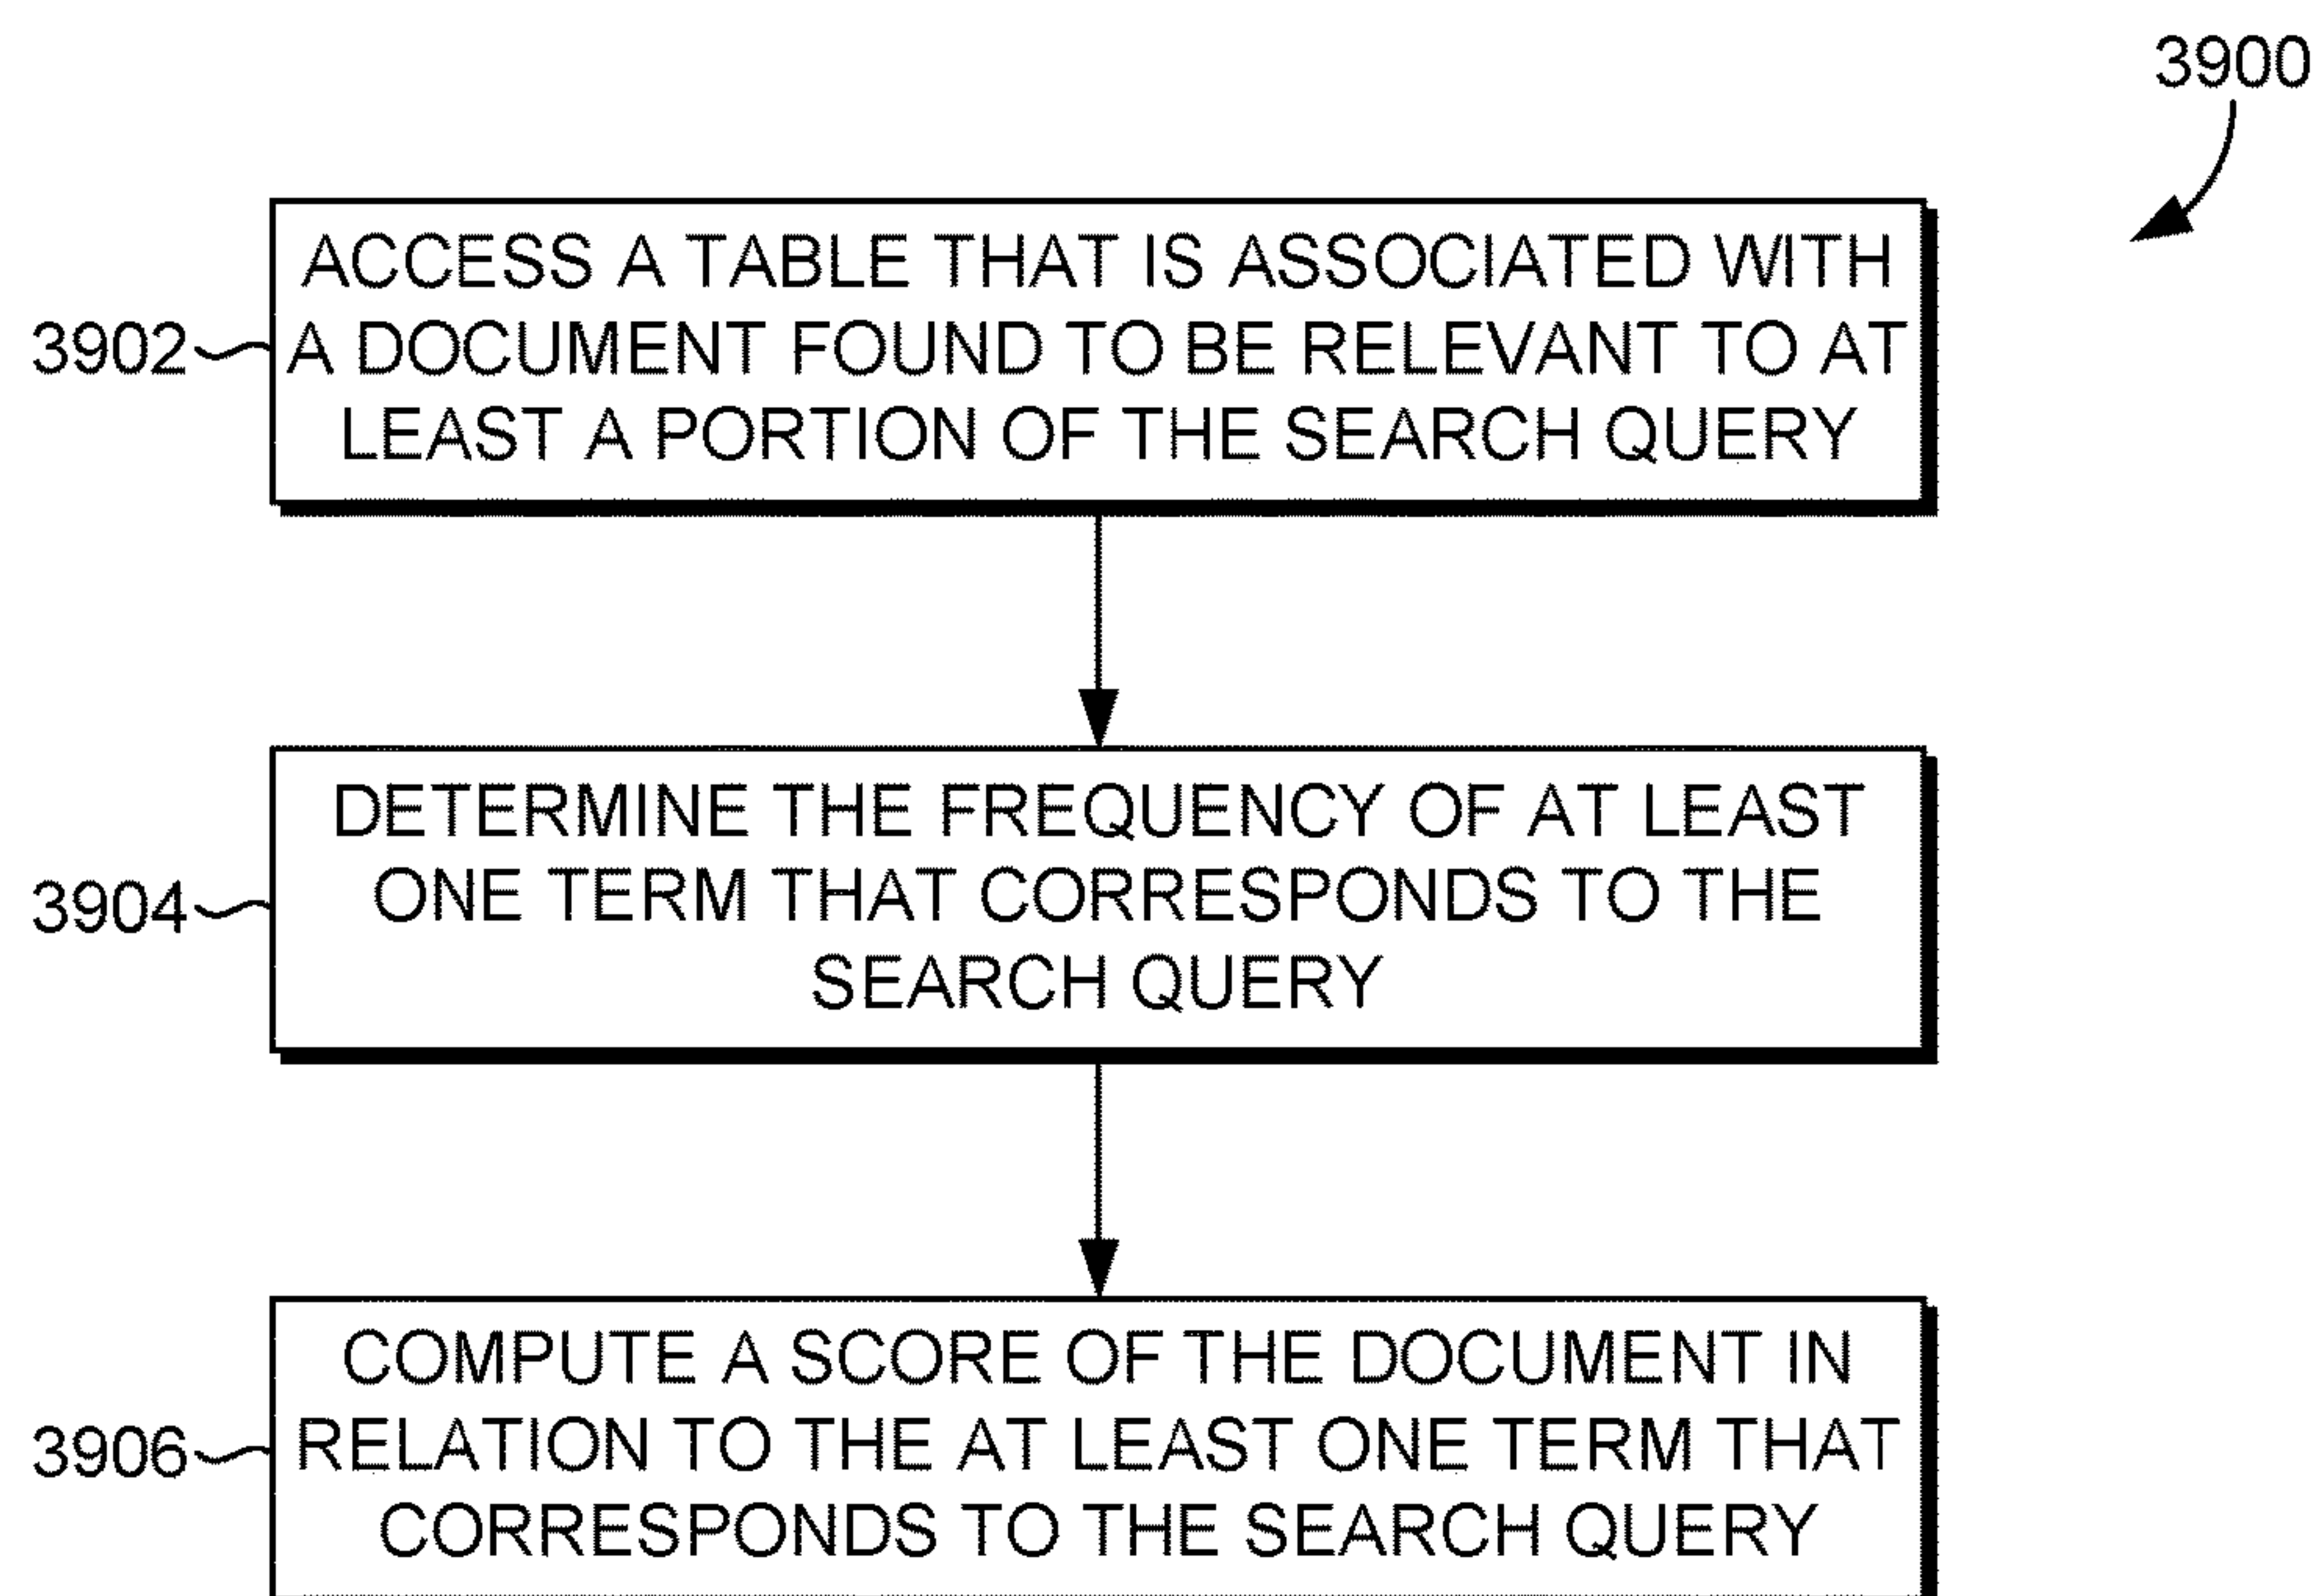 3900
ACCESS A TABLE THAT IS ASSOCIATED WITH
3902 A DOCUMENT FOUND TO BE RELEVANT TO AT
LEAST A PORTION OF THE SEARCH QUERY
DETERMINE THE FREQUENCY OF AT LEAST
3904 ONE TERM THAT CORRESPONDS TO THE
SEARCH QUERY
COMPUTE A SCORE OF THE DOCUMENT IN
3906 RELATION TO THE AT LEAST ONE TERM THAT
CORRESPONDS TO THE SEARCH QUERY